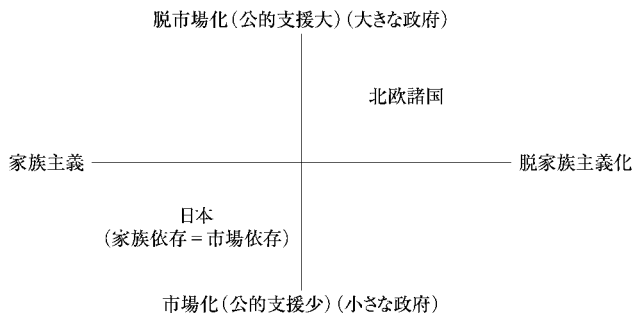 脱市場化（公的支援大）（大きな政府）
北欧諸国
家族主義
脱家族主義化
日本
（家族依存＝市場依存）
市場化（公的支援少）（小さな政府）